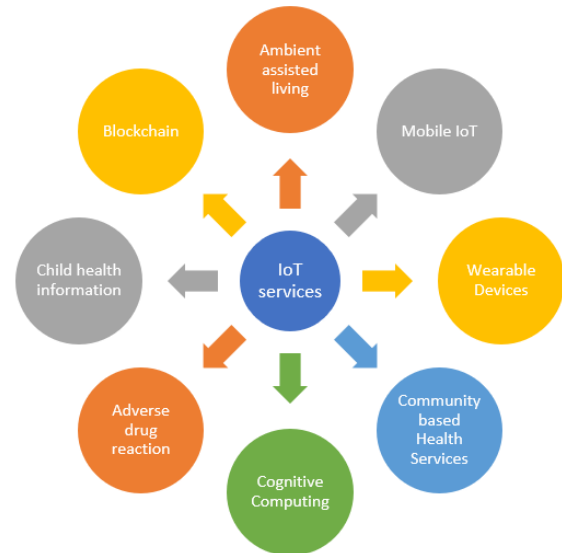 Ambient
assisted
living
Mobile IoT
Wearable
Devices
Community
based
Health
Services
Cognitive
Computing
Adverse
drug
reaction
Child health
information
Blockchain
IoT
services